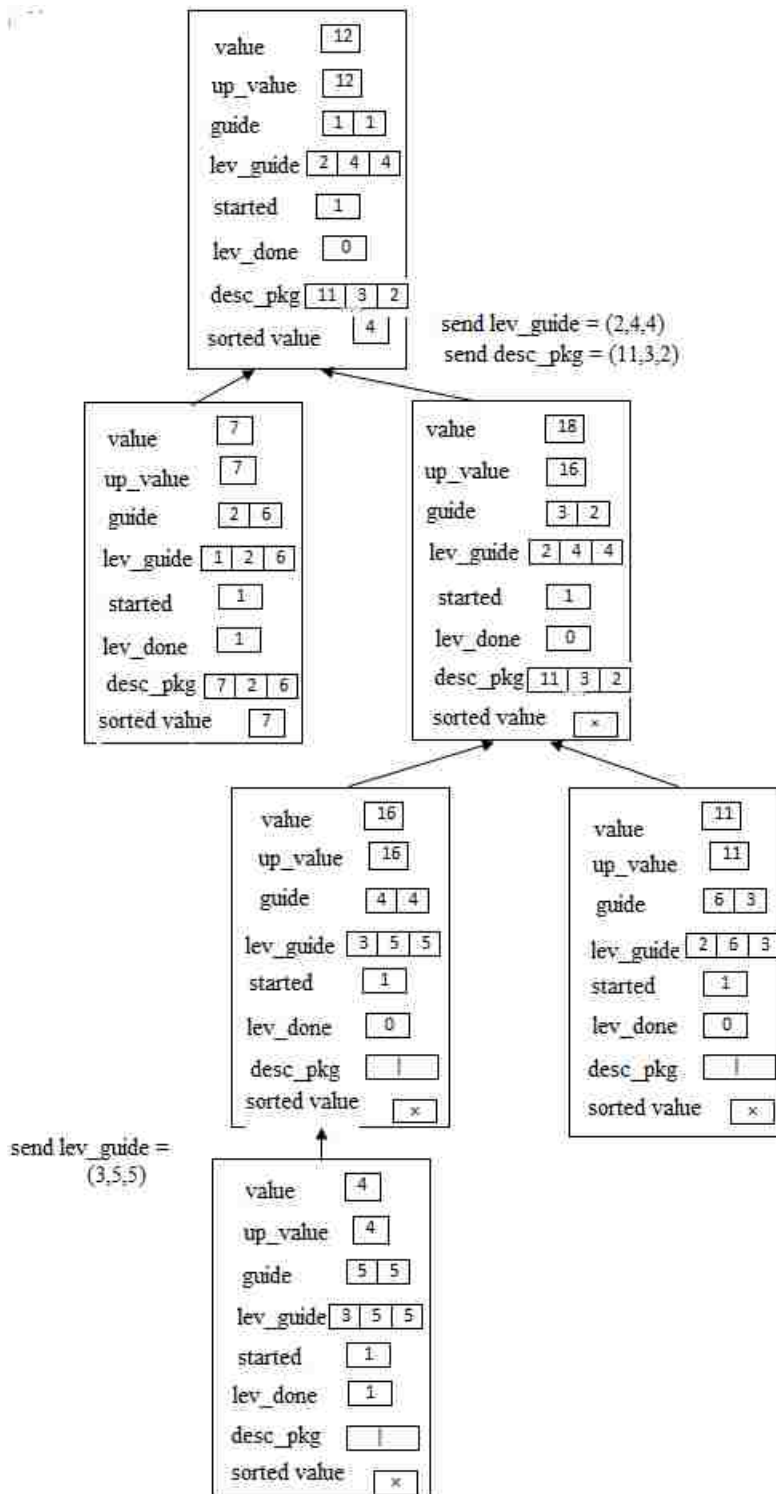 value 12
up_value 12
guide 1 1
lev_guide 2 4 4
started 1
lev_done 0
desc_pkg 11 3 2
sorted value 4
send lev_guide = (2,4,4)
send desc_pkg = (11,3,2)
value 7
up_value 7
guide 2 6
lev_guide 1 2 6
started 1
lev_done 1
desc_pkg 7 2 6
sorted value 7
value 18
up_value 16
guide 3 2
lev_guide 2 4 4
started 1
lev_done 0
desc_pkg 11 3 2
sorted value ×
value 16
up_value 16
guide 4 4
lev_guide 3 5 5
started 1
lev_done 0
desc_pkg |
sorted value ×
value 11
up_value 11
guide 6 3
lev_guide 2 6 3
started 1
lev_done 0
desc_pkg |
sorted value ×
send lev_guide =
(3,5,5)
value 4
up_value 4
guide 5 5
lev_guide 3 5 5
started 1
lev_done 1
desc_pkg |
sorted value ×